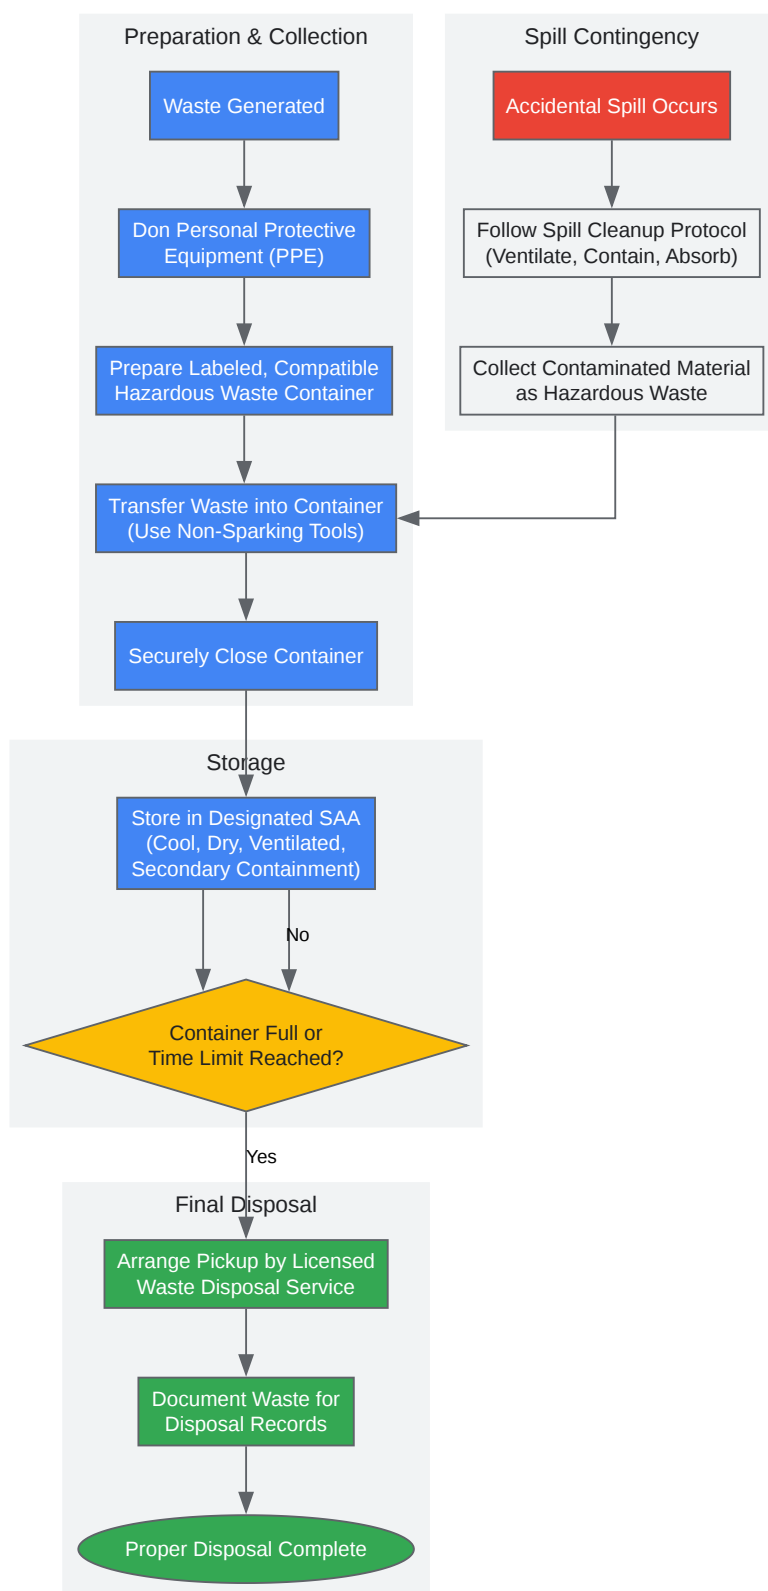 Preparation & Collection
Waste Generated
Don Personal Protective
Equipment (PPE)
Prepare Labeled, Compatible
Hazardous Waste Container
Transfer Waste into Container
(Use Non-Sparking Tools)
Securely Close Container
Spill Contingency
Accidental Spill Occurs
Follow Spill Cleanup Protocol
(Ventilate, Contain, Absorb)
Collect Contaminated Material
as Hazardous Waste
Storage
Store in Designated SAA
(Cool, Dry, Ventilated,
Secondary Containment)
No
Container Full or
Time Limit Reached?
Yes
Final Disposal
Arrange Pickup by Licensed
Waste Disposal Service
Document Waste for
Disposal Records
Proper Disposal Complete